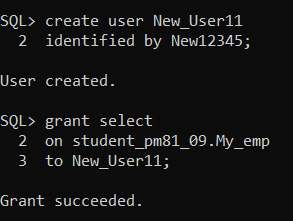 SQL> create user New_User11
  2  identified by New12345;
User created.
SQL> grant select
  2  on student_pm81_09.My_emp
  3  to New_User11;
Grant succeeded.